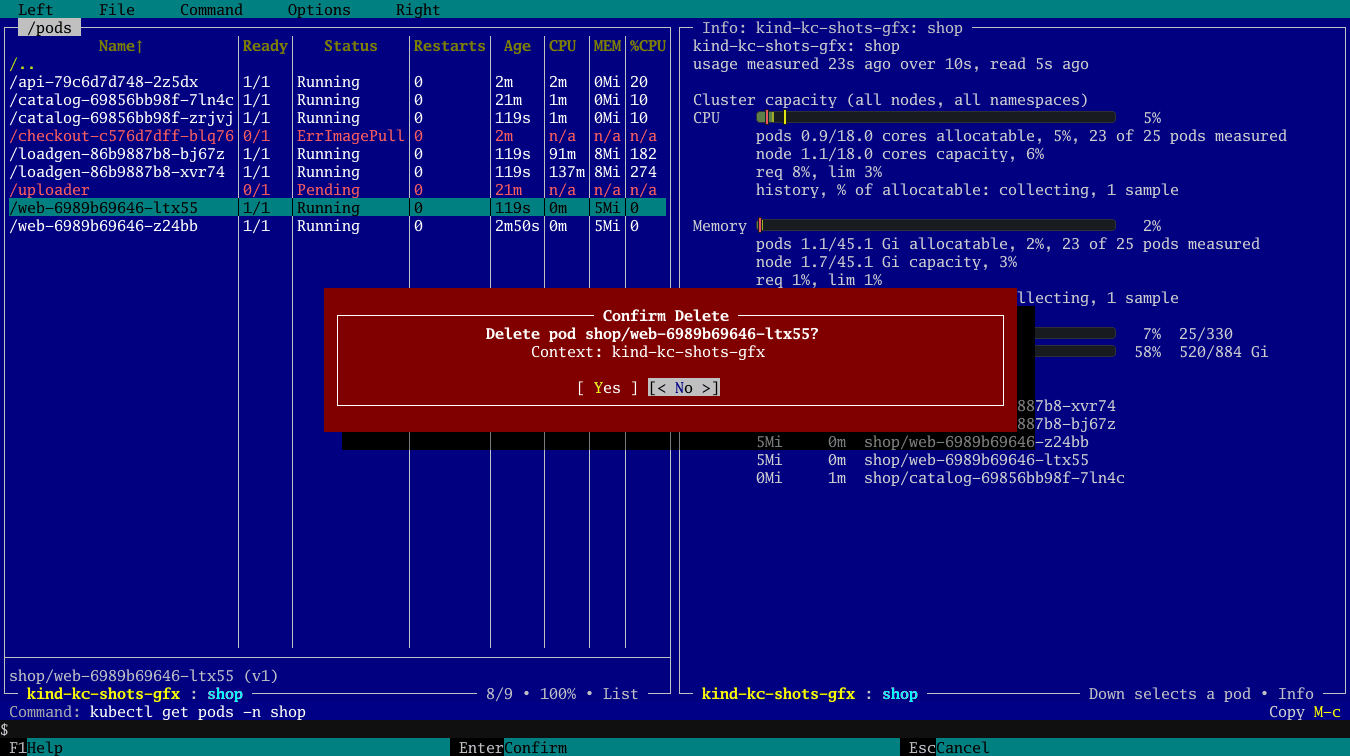 Left File Command Options Right
/pods
Name↑ Ready Status Restarts Age CPU MEM %CPU
/..
/api-79c6d7d748-2z5dx 1/1 Running 0 2m 2m 0Mi 20
/catalog-69856bb98f-7ln4c 1/1 Running 0 21m 1m 0Mi 10
/catalog-69856bb98f-zrjvj 1/1 Running 0 119s 1m 0Mi 10
/checkout-c576d7dff-blq76 0/1 ErrImagePull 0 2m n/a n/a n/a
/loadgen-86b9887b8-bj67z 1/1 Running 0 119s 91m 8Mi 182
/loadgen-86b9887b8-xvr74 1/1 Running 0 119s 137m 8Mi 274
/uploader 0/1 Pending 0 21m n/a n/a n/a
/web-6989b69646-ltx55 1/1 Running 0 119s 0m 5Mi 0
/web-6989b69646-z24bb 1/1 Running 0 2m50s 0m 5Mi 0
shop/web-6989b69646-ltx55 (v1)
kind-kc-shots-gfx : shop 8/9 • 100% • List
Info: kind-kc-shots-gfx: shop
kind-kc-shots-gfx: shop
usage measured 23s ago over 10s, read 5s ago
Cluster capacity (all nodes, all namespaces)
CPU 5%
pods 0.9/18.0 cores allocatable, 5%, 23 of 25 pods measured
node 1.1/18.0 cores capacity, 6%
req 8%, lim 3%
history, % of allocatable: collecting, 1 sample
Memory 2%
pods 1.1/45.1 Gi allocatable, 2%, 23 of 25 pods measured
node 1.7/45.1 Gi capacity, 3%
req 1%, lim 1%
llecting, 1 sample
7% 25/330
58% 520/884 Gi
887b8-xvr74
887b8-bj67z
5Mi 0m shop/web-6989b69646-z24bb
5Mi 0m shop/web-6989b69646-ltx55
0Mi 1m shop/catalog-69856bb98f-7ln4c
kind-kc-shots-gfx : shop Down selects a pod • Info
Confirm Delete
Delete pod shop/web-6989b69646-ltx55?
Context: kind-kc-shots-gfx
[ Yes ] [< No >]
Command: kubectl get pods -n shop Copy M-c
$
F1Help EnterConfirm EscCancel